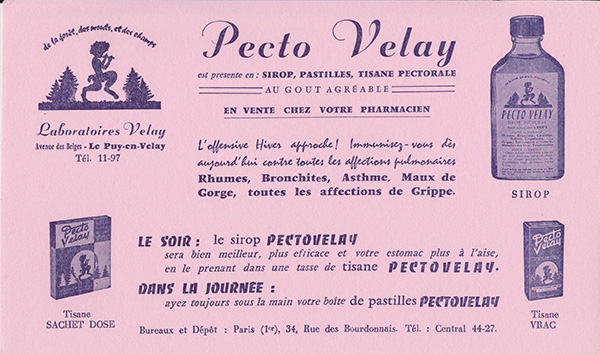 de la forêt, des monts, et des champs
Laboratoires Velay
Avenue des Belges - Le Puy-en-Velay
Tél. 11-97
Pecto Velay
est presente en : SIROP, PASTILLES, TISANE PECTORALE
AU GOUT AGRÉABLE
EN VENTE CHEZ VOTRE PHARMACIEN
L'offensive Hiver approche ! Immunisez-vous dès
aujourd'hui contre toutes les affections pulmonaires
Rhumes, Bronchites, Asthme, Maux de
Gorge, toutes les affections de Grippe.
PECTO VELAY
SIROP
LE SOIR : le sirop PECTOVELAY
sera bien meilleur, plus efficace et votre estomac plus à l'aise,
en le prenant dans une tasse de tisane PECTOVELAY.
DANS LA JOURNÉE :
ayez toujours sous la main votre boite de pastilles PECTOVELAY
Pecto
Velay
Tisane
SACHET DOSE
Pecto
Velay
Tisane
VRAC
Bureaux et Dépôt : Paris (1er), 34, Rue des Bourdonnais. Tél. : Central 44-27.